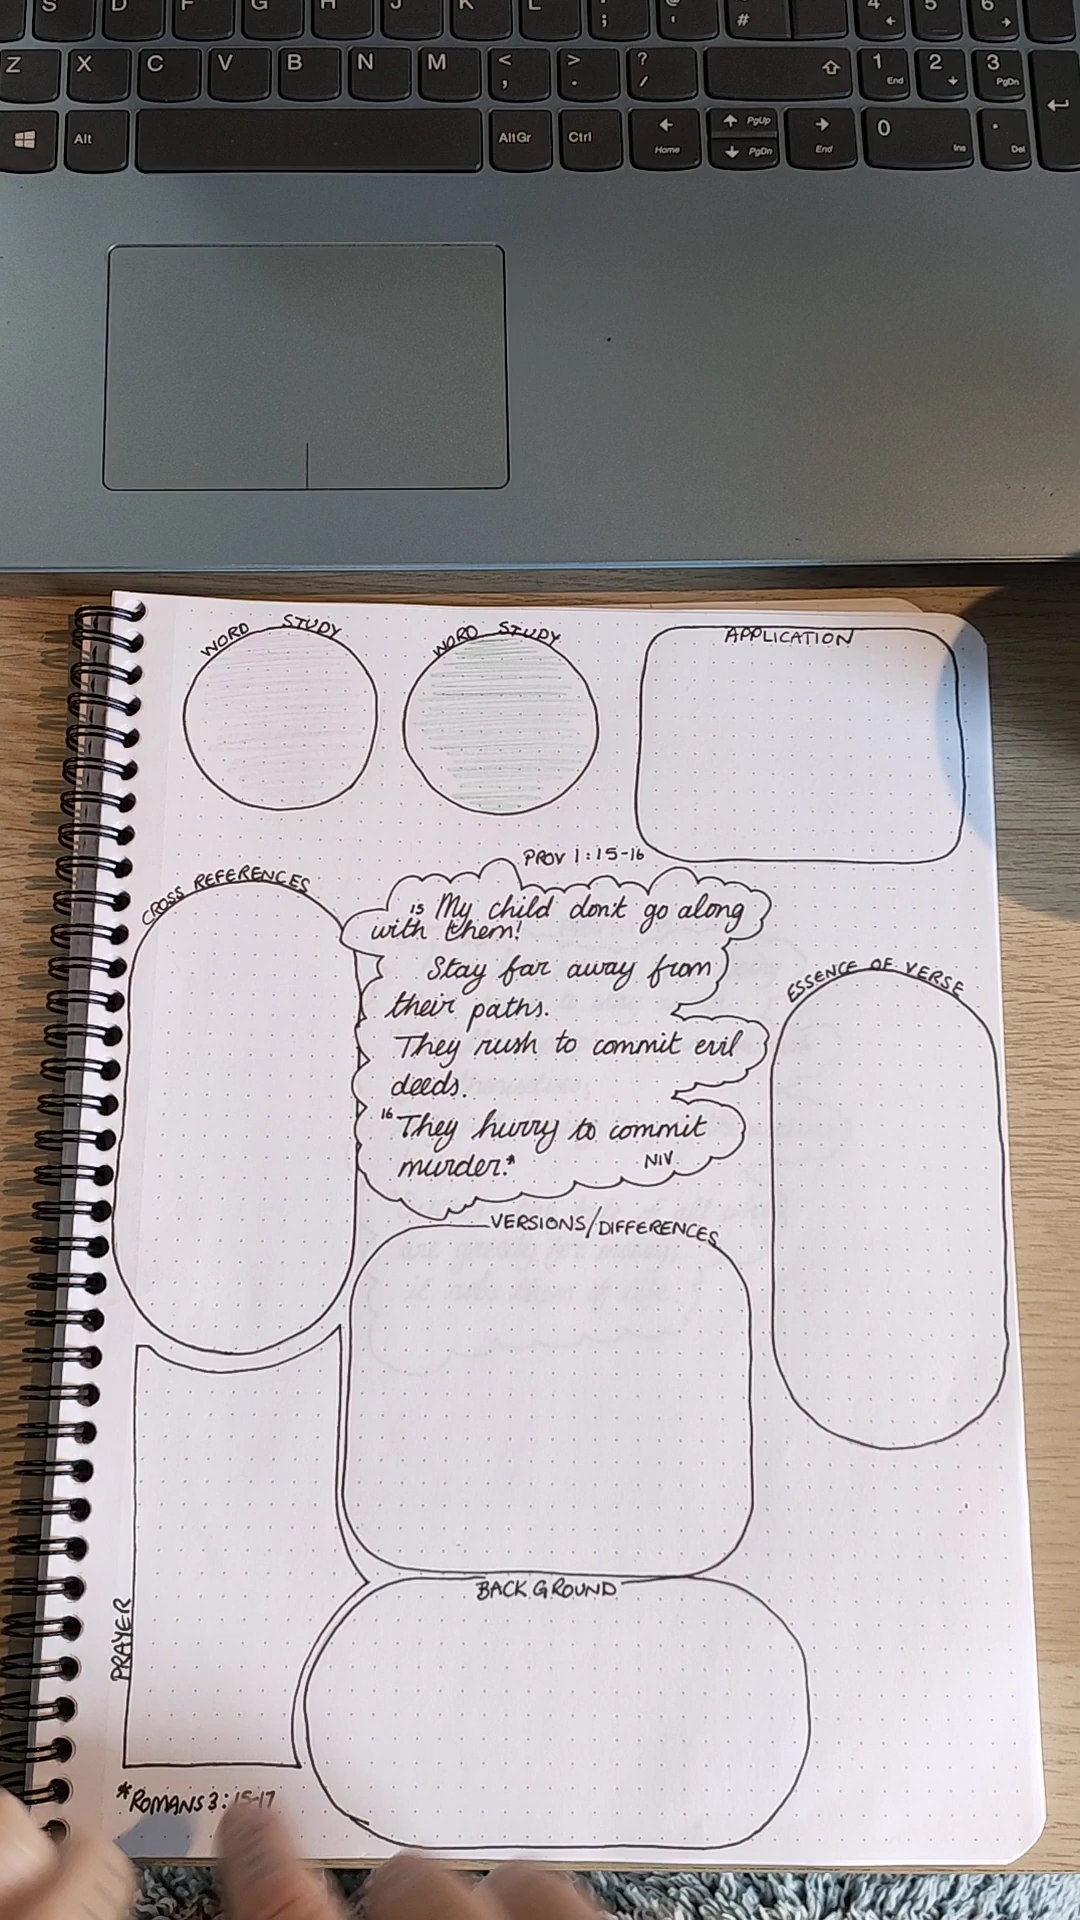 S D F G H J K L : ; @ ' ~ # 4 ← 5 6 →
Z X C V B N M < , > . ? / ⇧ 1 End 2 ↓ 3 PgDn ↵
Alt AltGr Ctrl ← Home ↑ PgUp ↓ PgDn → End 0 Ins . Del
WORD STUDY
WORD STUDY
APPLICATION
PROV 1:15-16
CROSS REFERENCES
15 My child don't go along
with them!
Stay far away from
their paths.
They rush to commit evil
deeds.
16 They hurry to commit
murder.*
NIV
ESSENCE OF VERSE
VERSIONS/DIFFERENCES
BACKGROUND
PRAYER
*ROMANS 3:15-17